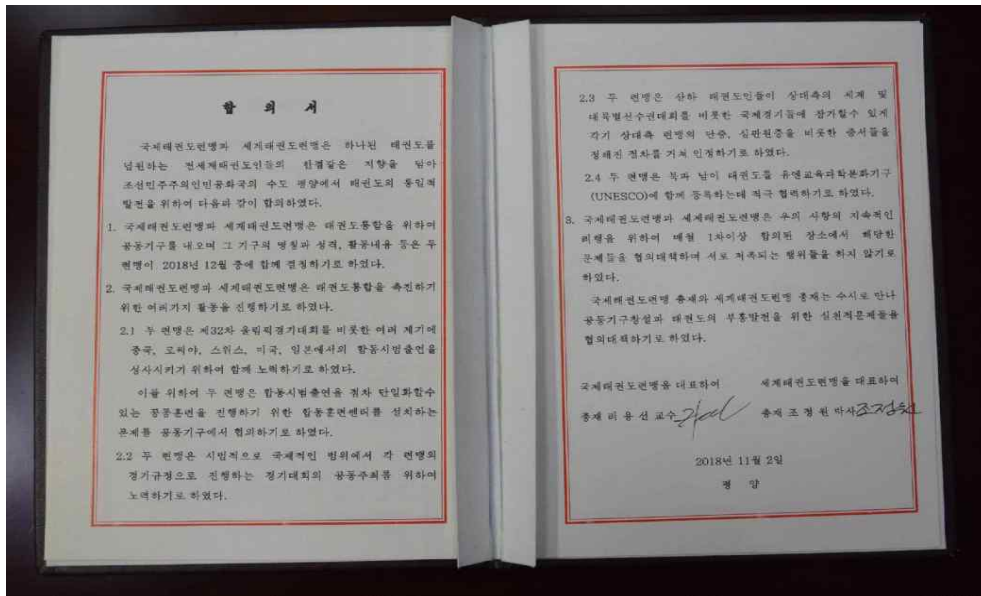 합 의 서
국제태권도련맹과 세계태권도련맹은 하나된 태권도를
념원하는 전세계태권도인들의 한결같은 지향을 담아
조선민주주의인민공화국의 수도 평양에서 태권도의 통일적
발전을 위하여 다음과 같이 합의하였다.
1. 국제태권도련맹과 세계태권도련맹은 태권도통합을 위하여
공동기구를 내오며 그 기구의 명칭과 성격, 활동내용 등은 두
련맹이 2018년 12월 중에 함께 결정하기로 하였다.
2. 국제태권도련맹과 세계태권도련맹은 태권도통합을 촉진하기
위한 여러가지 활동을 진행하기로 하였다.
2.1 두 련맹은 제32차 올림픽경기대회를 비롯한 여러 계기에
중국, 로씨야, 스위스, 미국, 일본에서의 합동시범출연을
성사시키기 위하여 함께 노력하기로 하였다.
이를 위하여 두 련맹은 합동시범출연을 점차 단일화할수
있는 공동훈련을 진행하기 위한 합동훈련쎈터를 설치하는
문제를 공동기구에서 협의하기로 하였다.
2.2 두 련맹은 시범적으로 국제적인 범위에서 각 련맹의
경기규정으로 진행하는 경기대회의 공동주최를 위하여
노력하기로 하였다.
2.3 두 련맹은 산하 태권도인들이 상대측의 세계 및
대륙별선수권대회를 비롯한 국제경기들에 참가할수 있게
각기 상대측 련맹의 단증, 심판원증을 비롯한 증서들을
정해진 절차를 거쳐 인정하기로 하였다.
2.4 두 련맹은 북과 남이 태권도를 유엔교육과학문화기구
(UNESCO)에 함께 등록하는데 적극 협력하기로 하였다.
3. 국제태권도련맹과 세계태권도련맹은 우의 사항의 지속적인
리행을 위하여 매월 1차이상 합의된 장소에서 해당한
문제들을 협의대책하며 서로 저촉되는 행위들을 하지 않기로
하였다.
국제태권도련맹 총재와 세계태권도련맹 총재는 수시로 만나
공동기구창설과 태권도의 부흥발전을 위한 실천적문제들을
협의대책하기로 하였다.
국제태권도련맹을 대표하여 세계태권도련맹을 대표하여
총재 리용선 교수 총재 조정원 박사 조정원
2018년 11월 2일
평 양